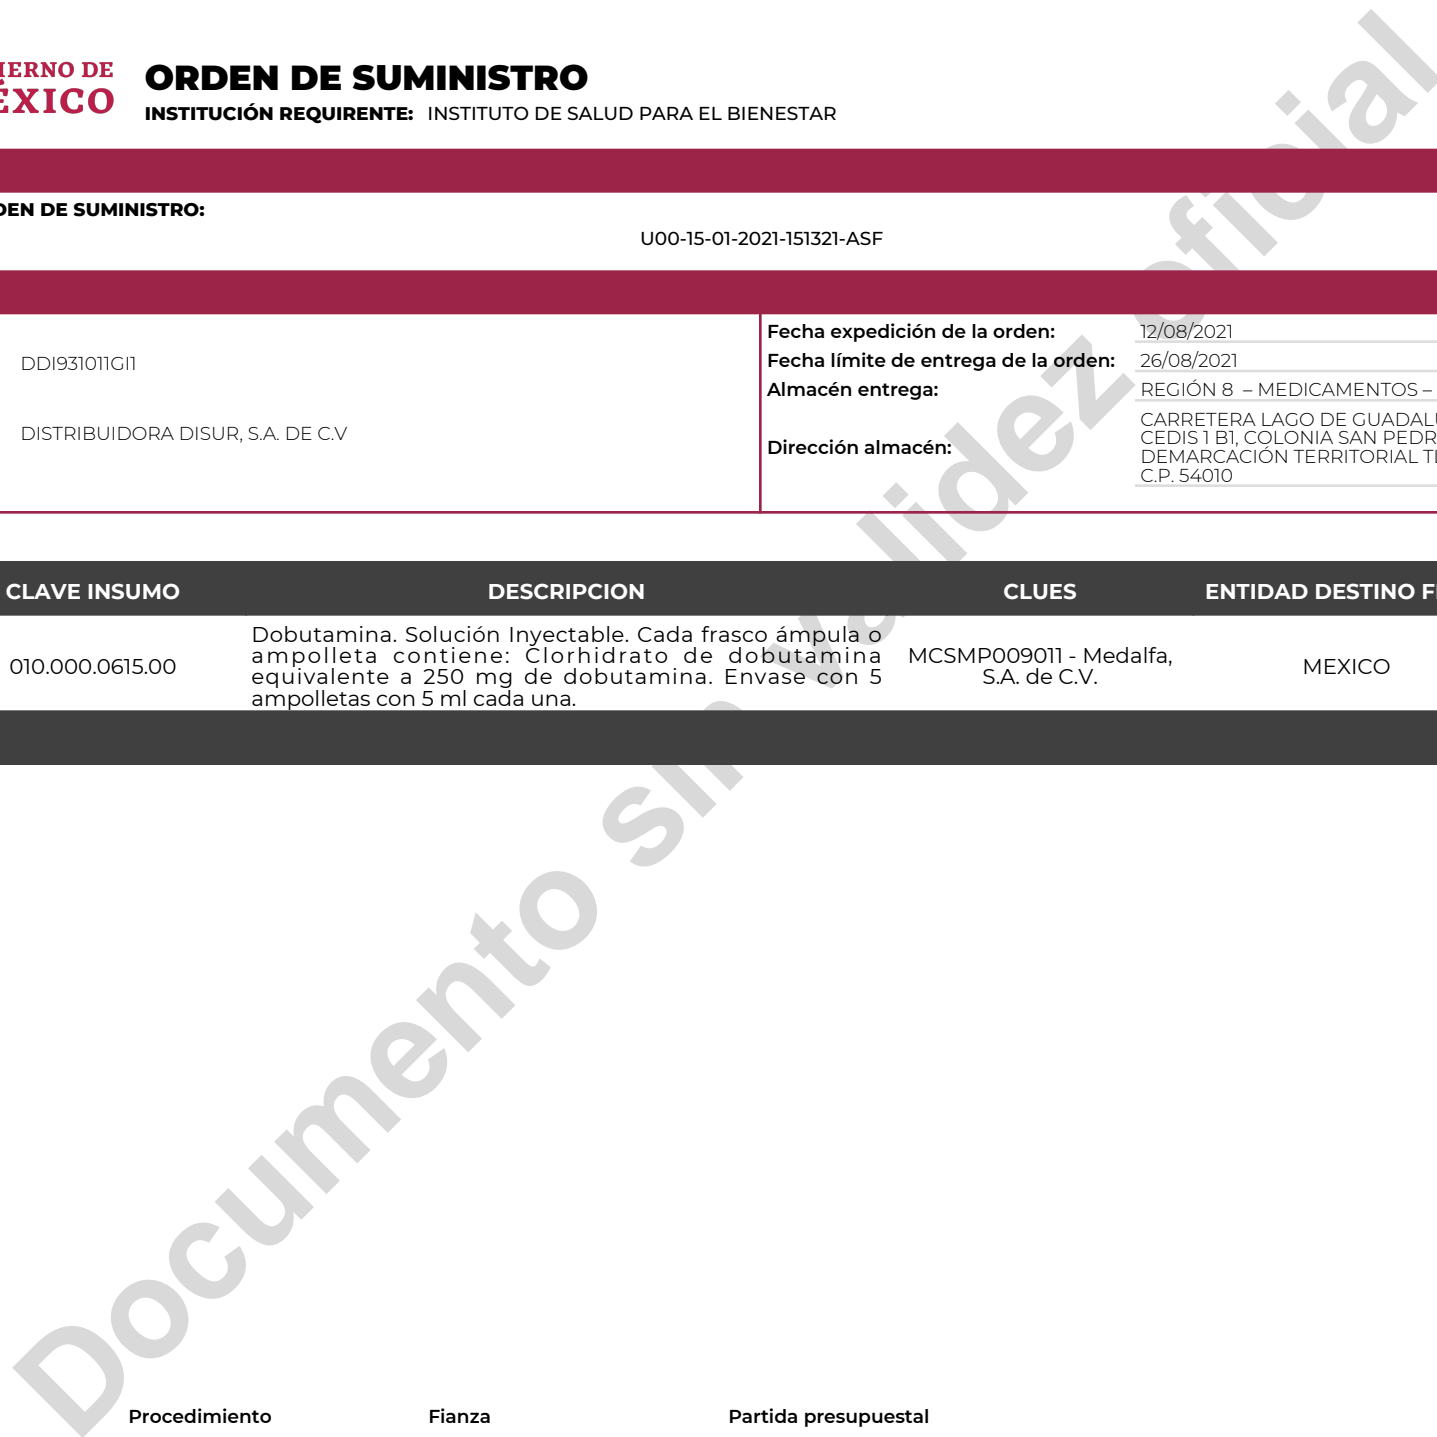 IERNO DE
ÉXICO
ORDEN DE SUMINISTRO
INSTITUCIÓN REQUIRENTE: INSTITUTO DE SALUD PARA EL BIENESTAR
DEN DE SUMINISTRO:
U00-15-01-2021-151321-ASF
DDI931011GI1
DISTRIBUIDORA DISUR, S.A. DE C.V
Fecha expedición de la orden: 12/08/2021
Fecha límite de entrega de la orden: 26/08/2021
Almacén entrega: REGIÓN 8 – MEDICAMENTOS –
Dirección almacén:
CARRETERA LAGO DE GUADALU
CEDIS 1 B1, COLONIA SAN PEDR
DEMARCACIÓN TERRITORIAL TL
C.P. 54010
CLAVE INSUMO DESCRIPCION CLUES ENTIDAD DESTINO FI
010.000.0615.00
Dobutamina. Solución Inyectable. Cada frasco ámpula o
ampolleta contiene: Clorhidrato de dobutamina
equivalente a 250 mg de dobutamina. Envase con 5
ampolletas con 5 ml cada una.
MCSMP009011 - Medalfa,
S.A. de C.V.
MEXICO
Documento sin validez oficial
Procedimiento Fianza Partida presupuestal